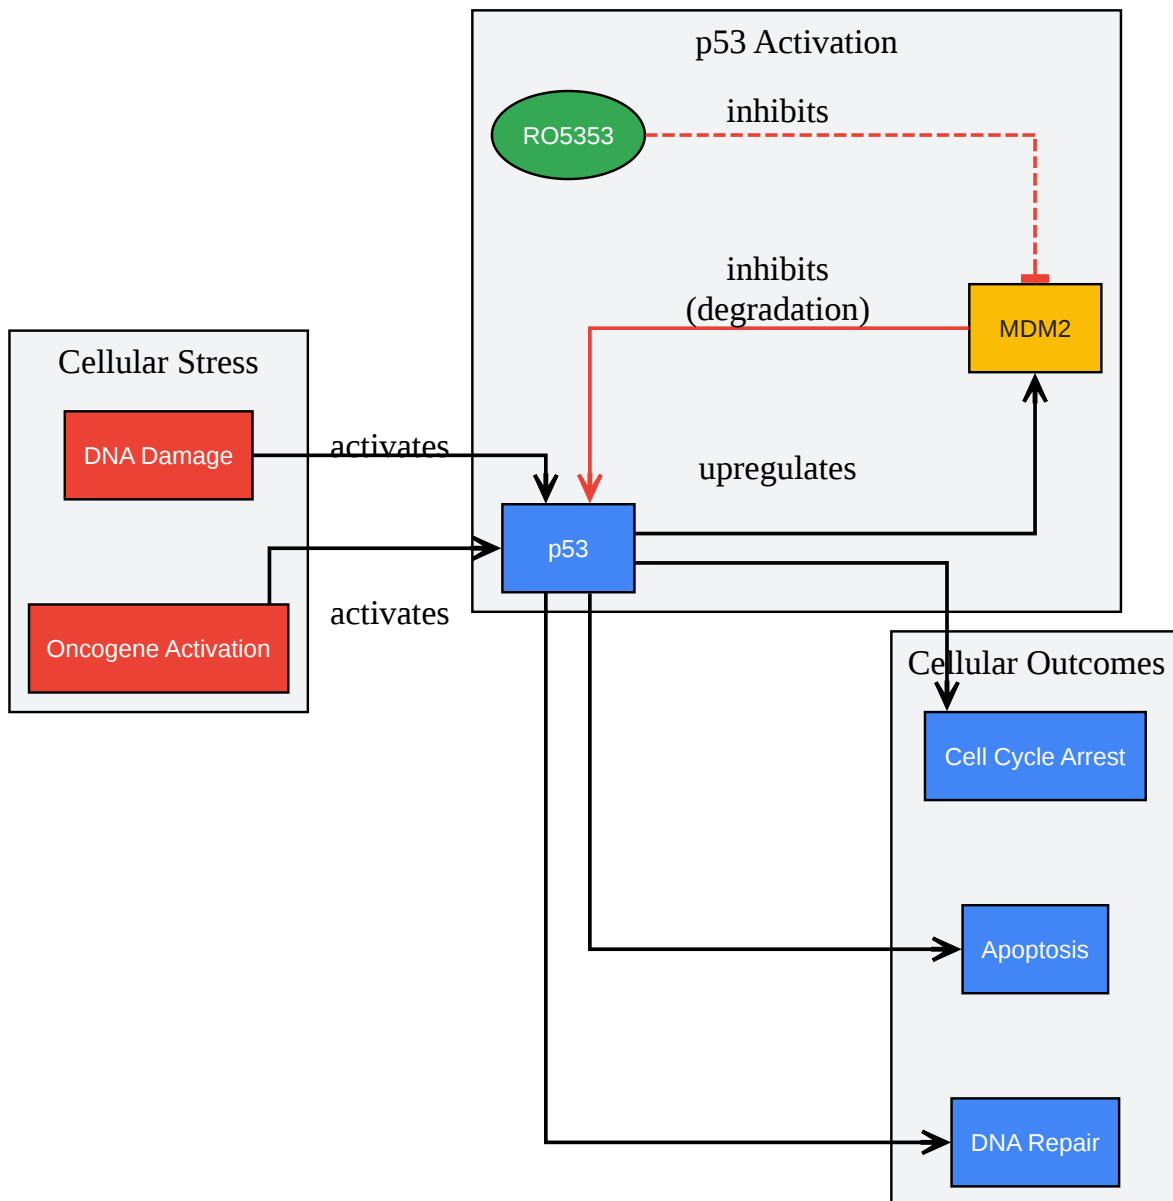 p53 Activation
RO5353
inhibits
inhibits
(degradation)
MDM2
Cellular Stress
DNA Damage
activates
upregulates
p53
Oncogene Activation
activates
Cellular Outcomes
Cell Cycle Arrest
Apoptosis
DNA Repair